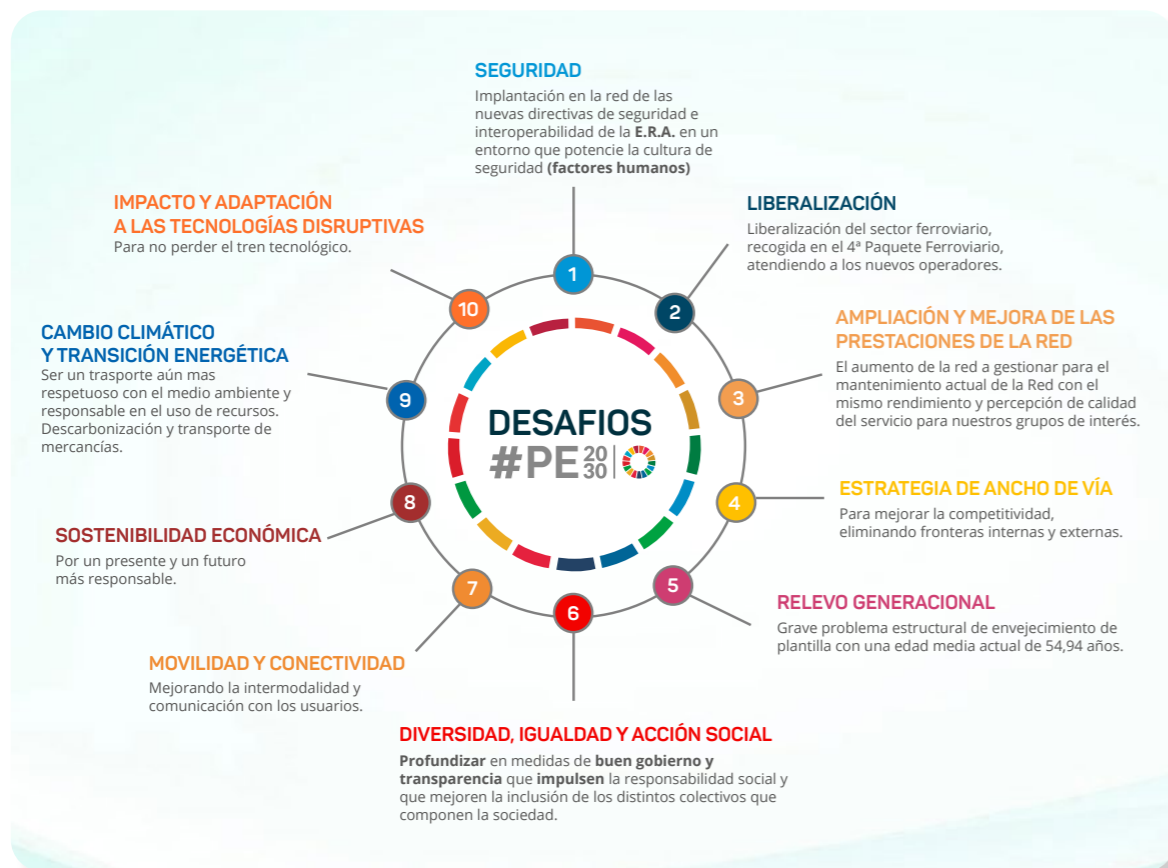 SEGURIDAD
Implantación en la red de las
nuevas directivas de seguridad e
interoperabilidad de la E.R.A. en un
entorno que potencie la cultura de
seguridad (factores humanos)
1
LIBERALIZACIÓN
Liberalización del sector ferroviario,
recogida en el 4ª Paquete Ferroviario,
atendiendo a los nuevos operadores.
2
AMPLIACIÓN Y MEJORA DE LAS
PRESTACIONES DE LA RED
El aumento de la red a gestionar para el
mantenimiento actual de la Red con el
mismo rendimiento y percepción de calidad
del servicio para nuestros grupos de interés.
3
ESTRATEGIA DE ANCHO DE VÍA
Para mejorar la competitividad,
eliminando fronteras internas y externas.
4
RELEVO GENERACIONAL
Grave problema estructural de envejecimiento de
plantilla con una edad media actual de 54,94 años.
5
DIVERSIDAD, IGUALDAD Y ACCIÓN SOCIAL
Profundizar en medidas de buen gobierno y
transparencia que impulsen la responsabilidad social y
que mejoren la inclusión de los distintos colectivos que
componen la sociedad.
6
MOVILIDAD Y CONECTIVIDAD
Mejorando la intermodalidad y
comunicación con los usuarios.
7
SOSTENIBILIDAD ECONÓMICA
Por un presente y un futuro
más responsable.
8
CAMBIO CLIMÁTICO
Y TRANSICIÓN ENERGÉTICA
Ser un trasporte aún mas
respetuoso con el medio ambiente y
responsable en el uso de recursos.
Descarbonización y transporte de
mercancías.
9
IMPACTO Y ADAPTACIÓN
A LAS TECNOLOGÍAS DISRUPTIVAS
Para no perder el tren tecnológico.
10
DESAFIOS
#PE 20
30